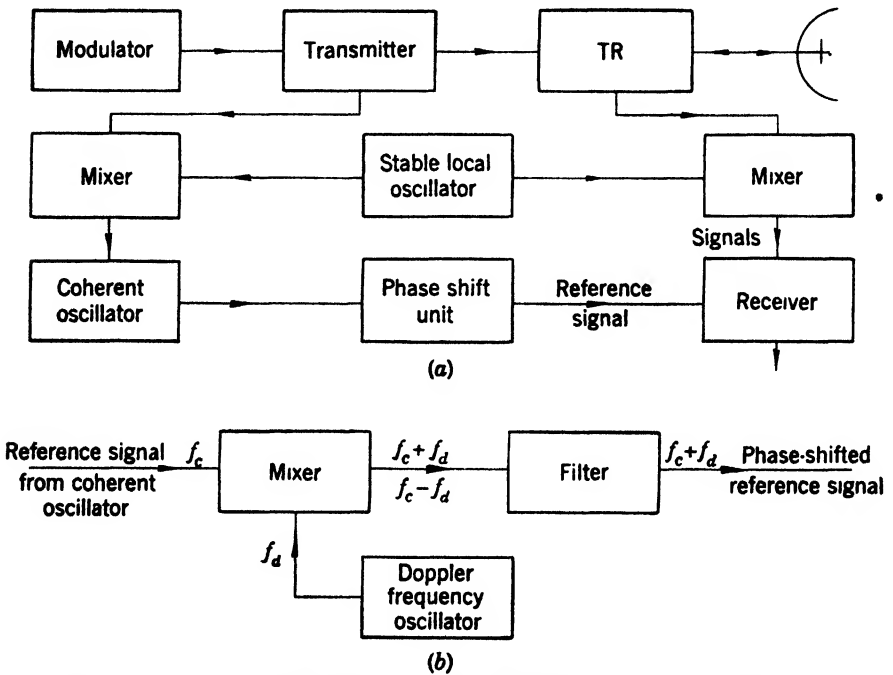 Modulator
Transmitter
TR
Mixer
Stable local
oscillator
Mixer
Signals
Coherent
oscillator
Phase shift
unit
Reference
signal
Receiver
(a)
Reference signal
from coherent
oscillator
f_c
Mixer
f_c + f_d
f_c − f_d
Filter
f_c + f_d
Phase-shifted
reference signal
f_d
Doppler
frequency
oscillator
(b)